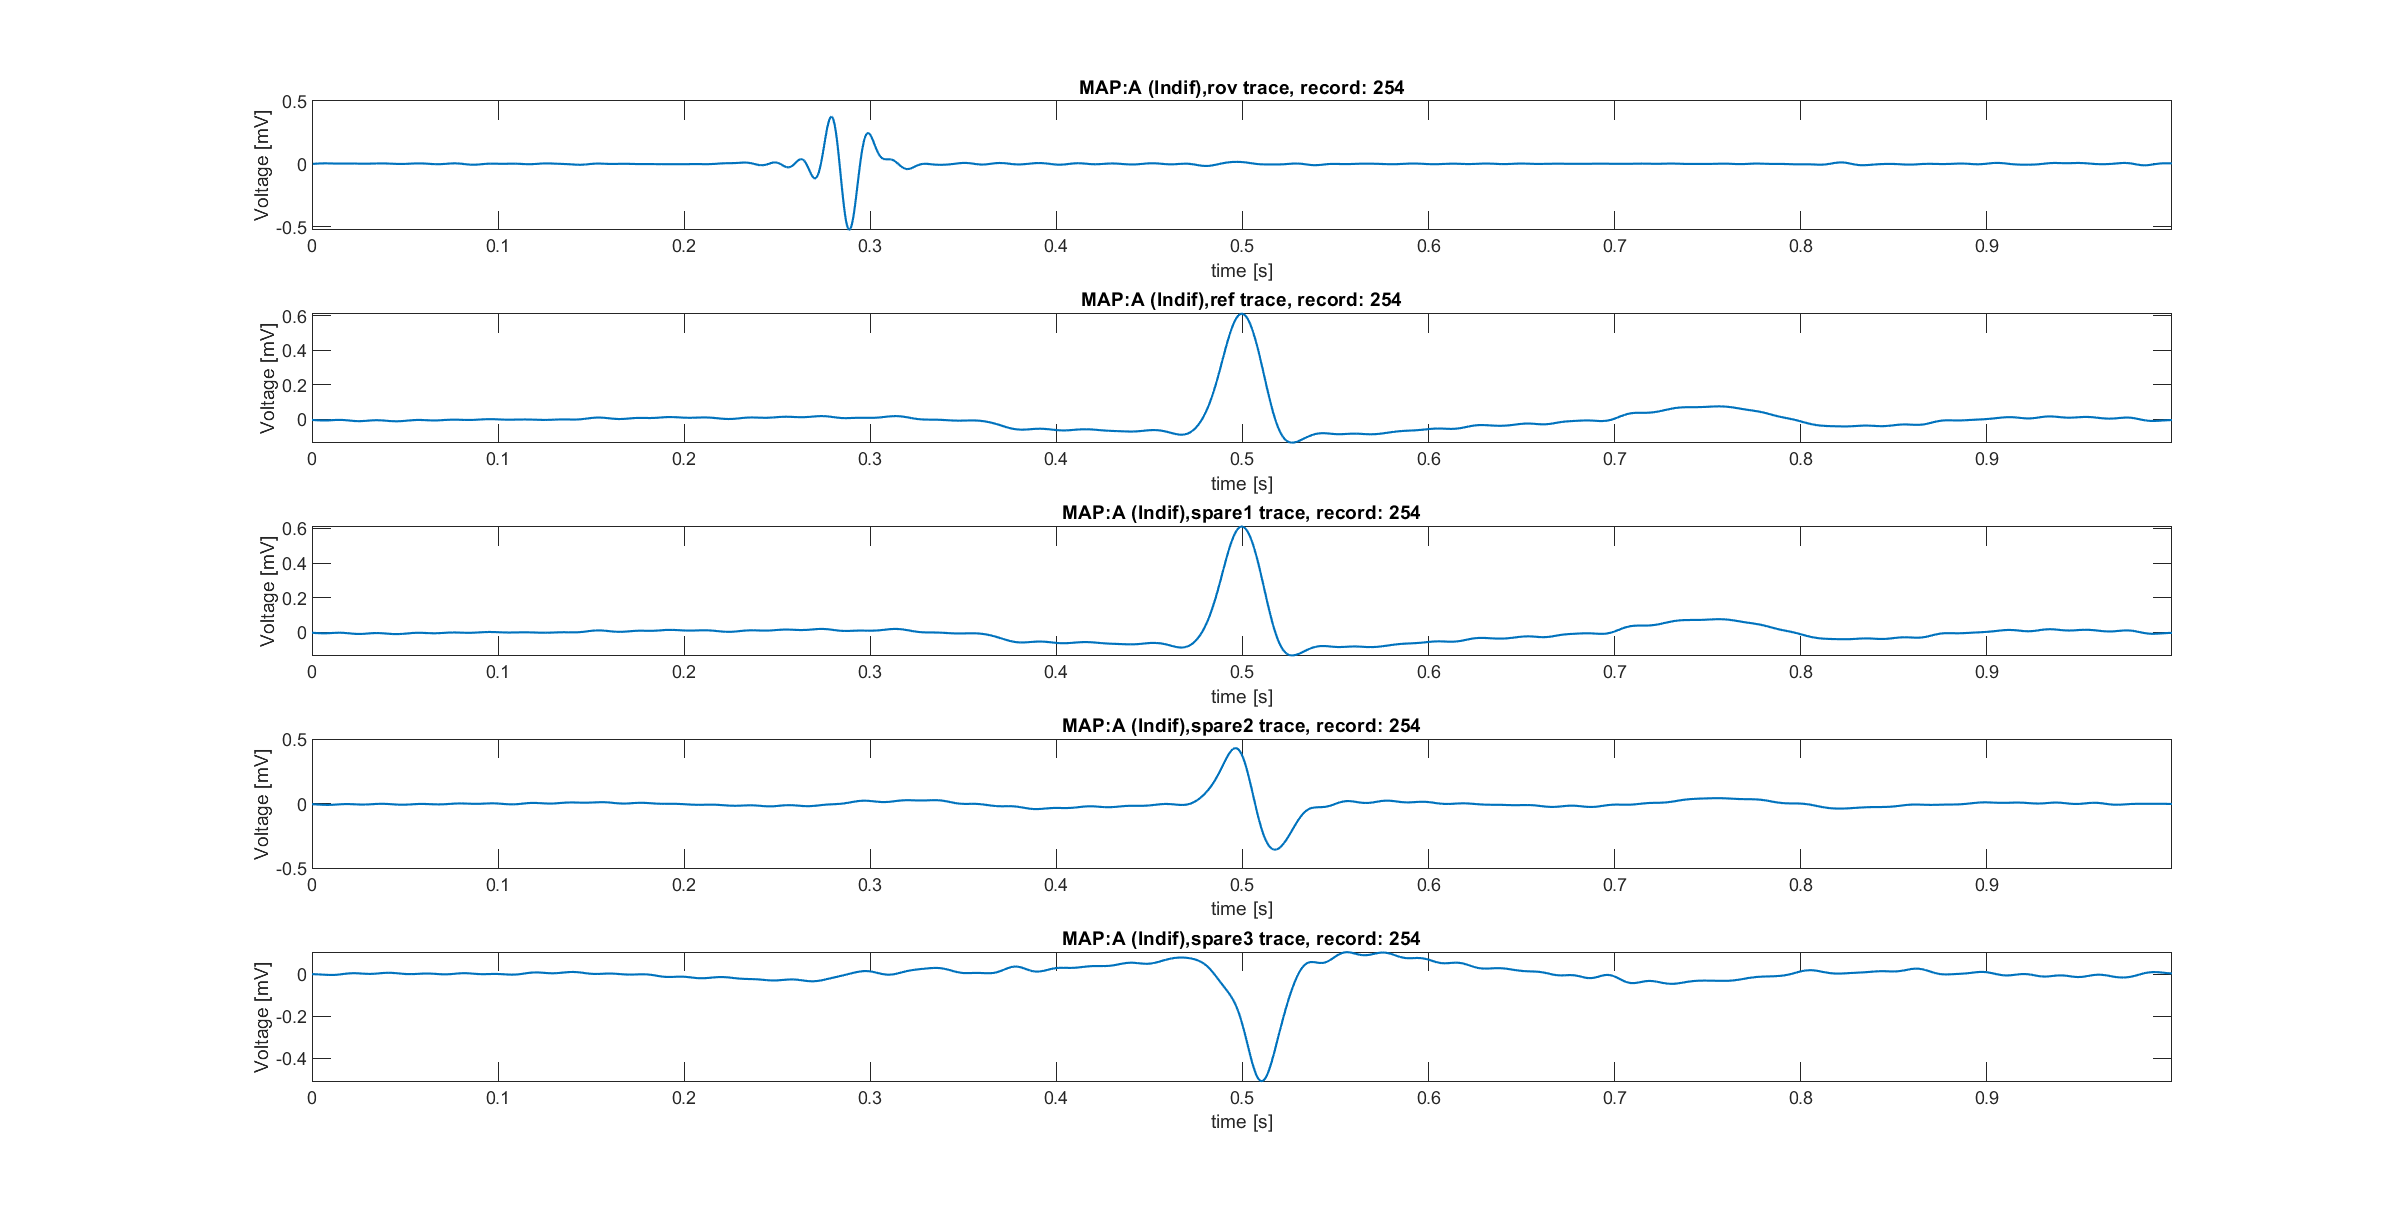 MAP:A (Indif),rov trace, record: 254
Voltage [mV]
0.5
0
-0.5
0 0.1 0.2 0.3 0.4 0.5 0.6 0.7 0.8 0.9
time [s]
MAP:A (Indif),ref trace, record: 254
Voltage [mV]
0.6
0.4
0.2
0
0 0.1 0.2 0.3 0.4 0.5 0.6 0.7 0.8 0.9
time [s]
MAP:A (Indif),spare1 trace, record: 254
Voltage [mV]
0.6
0.4
0.2
0
0 0.1 0.2 0.3 0.4 0.5 0.6 0.7 0.8 0.9
time [s]
MAP:A (Indif),spare2 trace, record: 254
Voltage [mV]
0.5
0
-0.5
0 0.1 0.2 0.3 0.4 0.5 0.6 0.7 0.8 0.9
time [s]
MAP:A (Indif),spare3 trace, record: 254
Voltage [mV]
0
-0.2
-0.4
0 0.1 0.2 0.3 0.4 0.5 0.6 0.7 0.8 0.9
time [s]